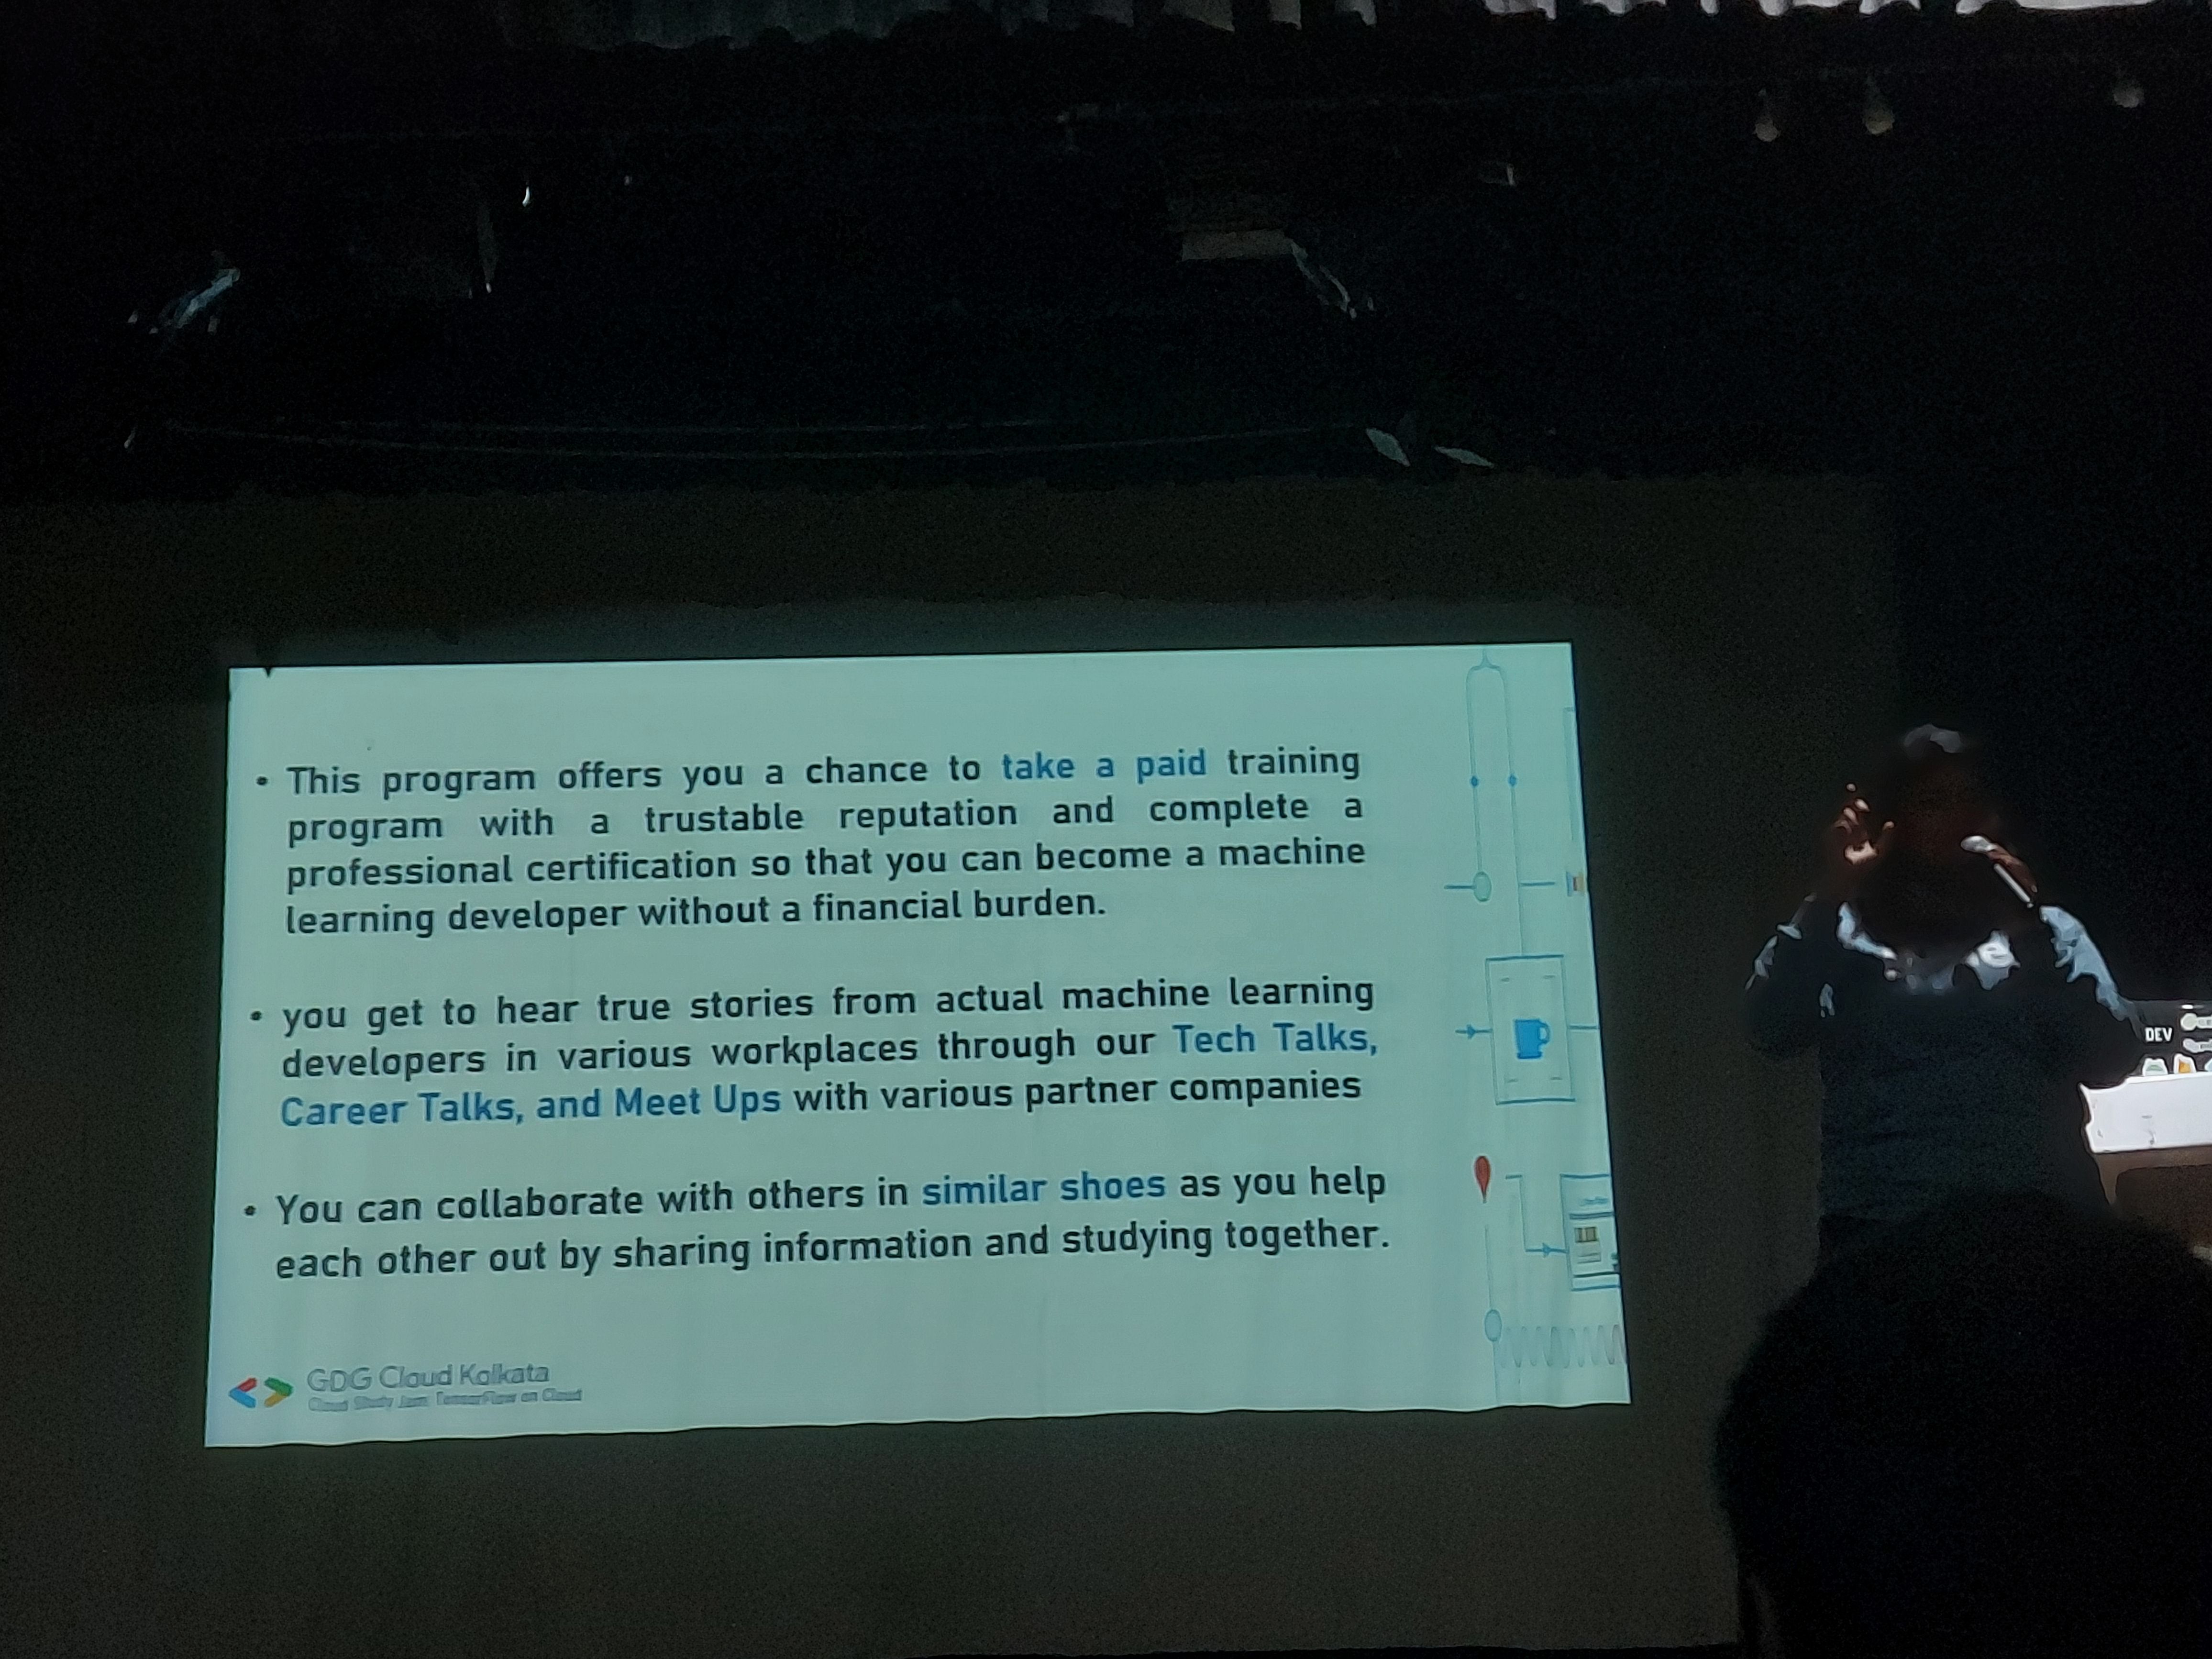 • This program offers you a chance to take a paid training
program with a trustable reputation and complete a
professional certification so that you can become a machine
learning developer without a financial burden.
• you get to hear true stories from actual machine learning
developers in various workplaces through our Tech Talks,
Career Talks, and Meet Ups with various partner companies
• You can collaborate with others in similar shoes as you help
each other out by sharing information and studying together.
GDG Cloud Kolkata
Cloud Study Jam: TensorFlow on Cloud
DEV